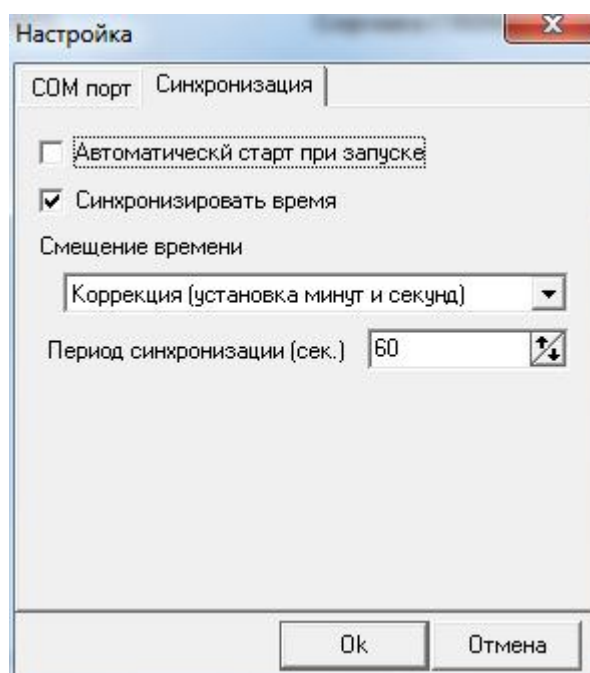 Настройка
COM порт Синхронизация
Автоматическй старт при запуске
Синхронизировать время
Смещение времени
Коррекция (установка минут и секунд)
Период синхронизации (сек.) 60
Ok Отмена